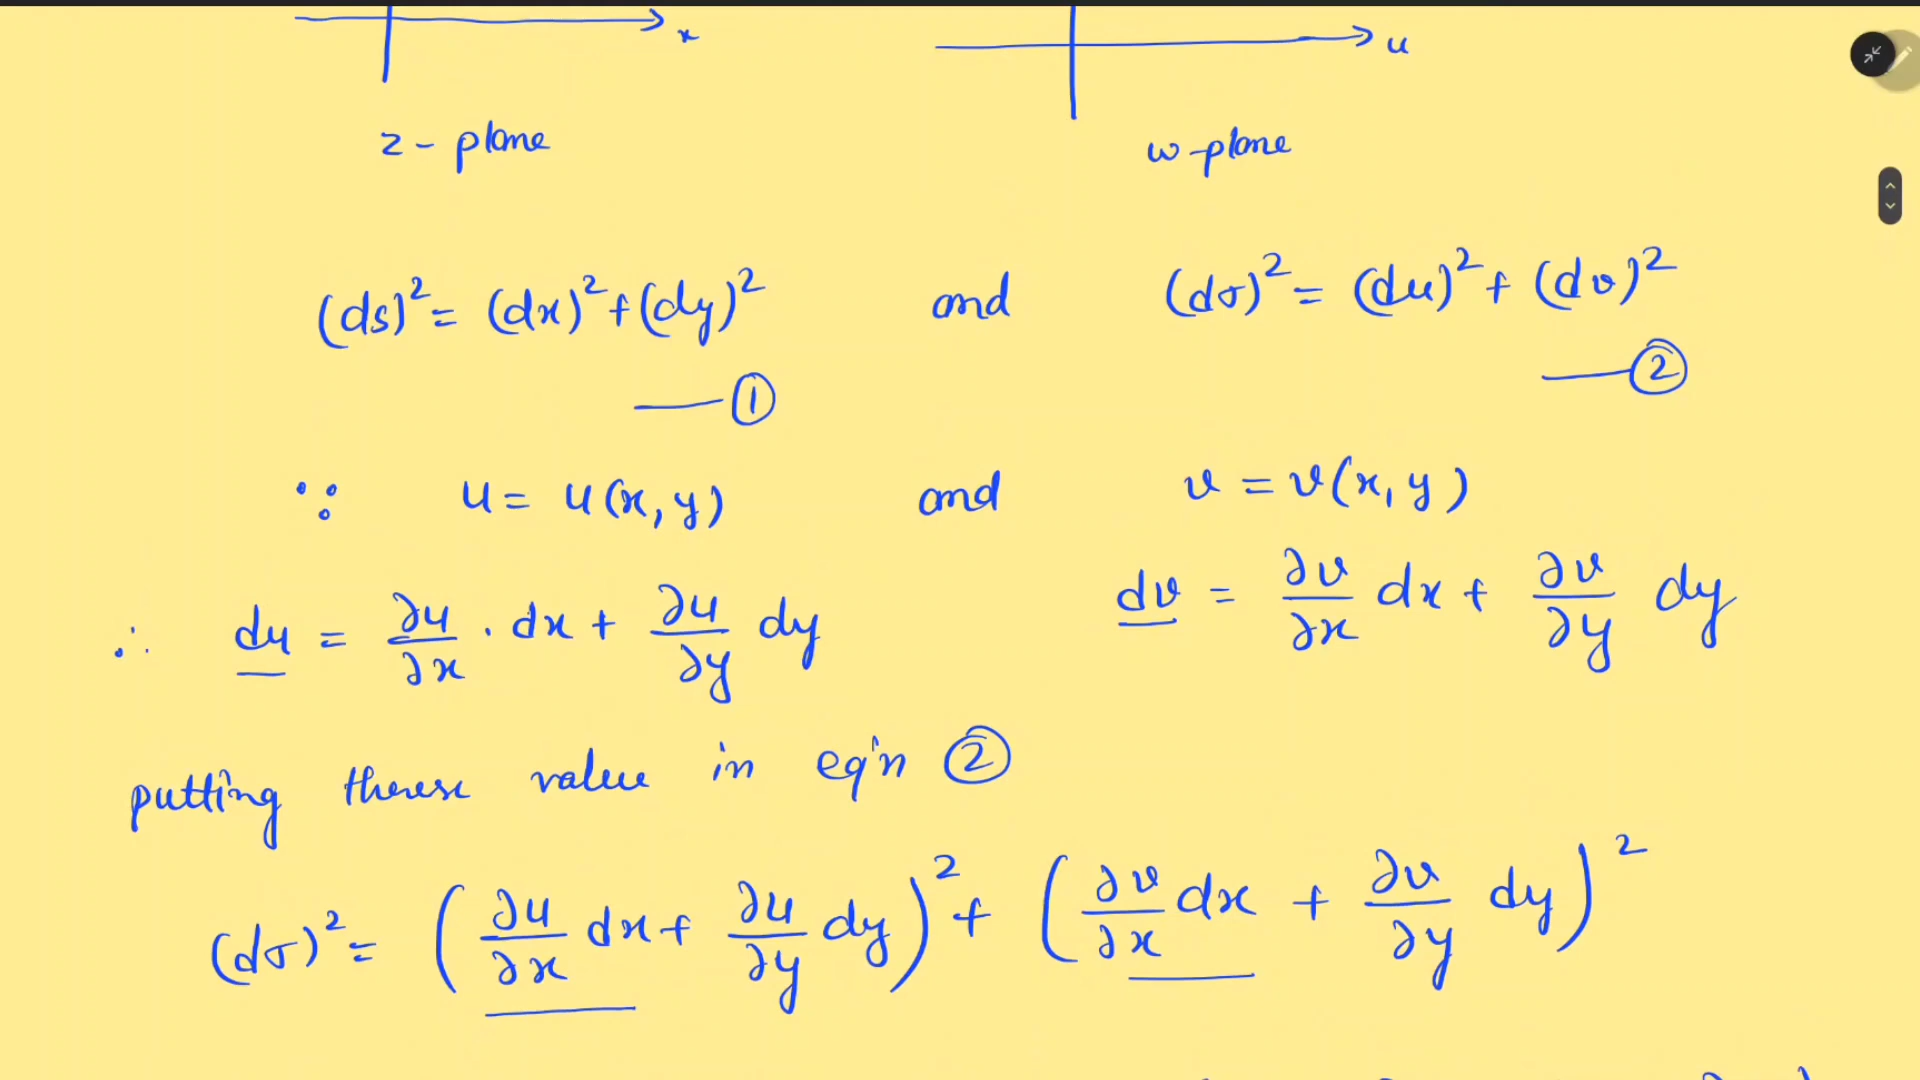 x u
z - plane w-plane
(ds)² = (dx)² + (dy)² and (dσ)² = (du)² + (dv)²
—① —②
∵ u = u(x, y) and v = v(x, y)
∴ du = ∂u/∂x · dx + ∂u/∂y dy dv = ∂v/∂x dx + ∂v/∂y dy
putting therese value in eq'n ②
(dσ)² = (∂u/∂x dx + ∂u/∂y dy)² + (∂v/∂x dx + ∂v/∂y dy)²